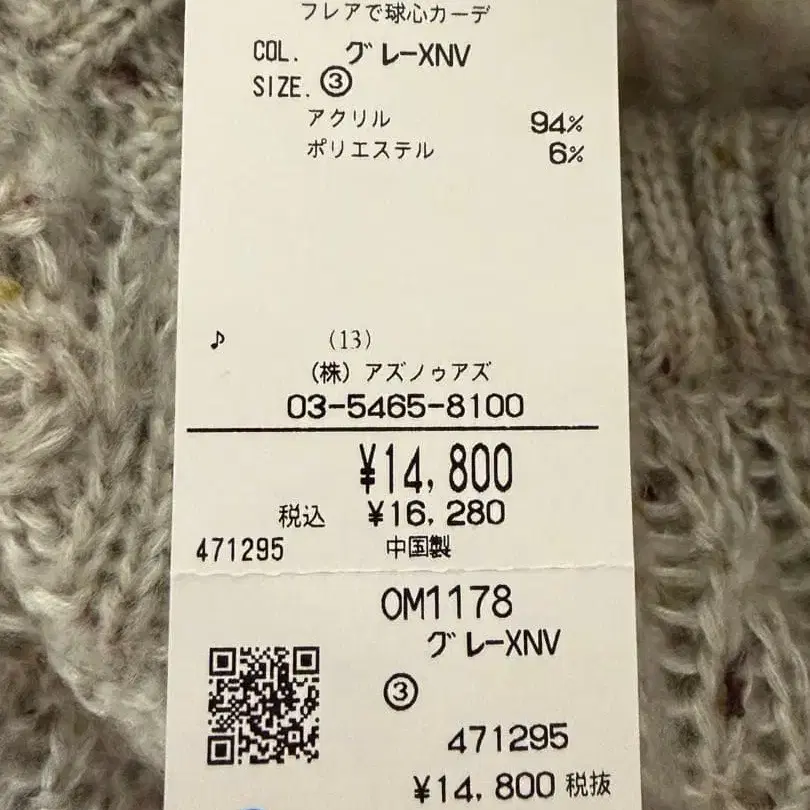 フレアで球心カーデ
COL. グレーXNV
SIZE. ③
アクリル 94%
ポリエステル 6%
♪ (13)
(株) アズノゥアズ
03-5465-8100
¥14,800
税込 ¥16,280
471295 中国製
OM1178
グレーXNV
③
471295
¥14,800 税抜